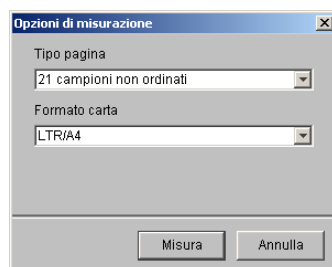 Opzioni di misurazione
Tipo pagina
21 campioni non ordinati
Formato carta
LTR/A4
Misura
Annulla